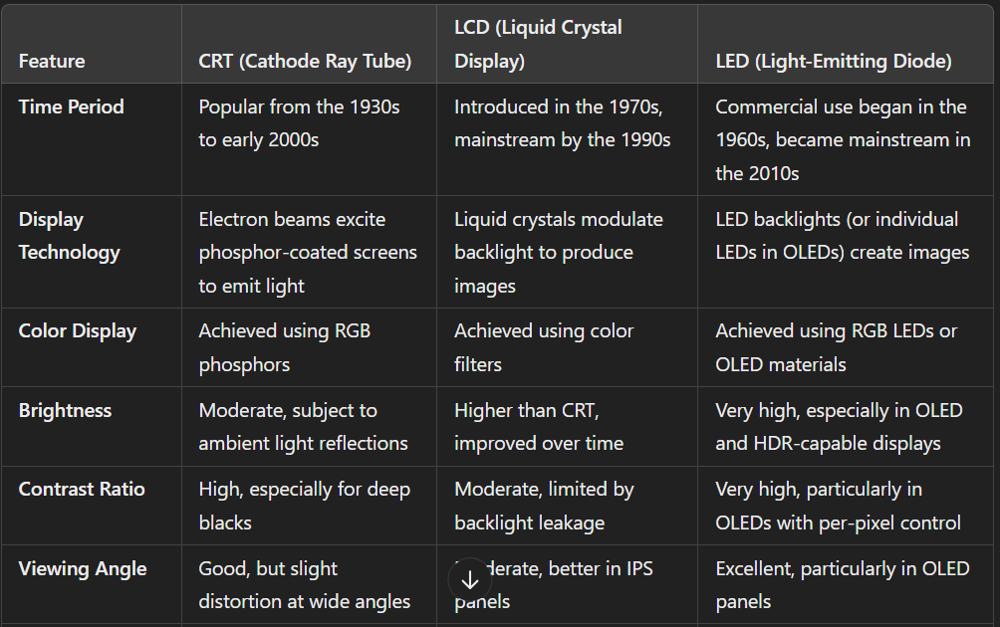 Feature
CRT (Cathode Ray Tube)
LCD (Liquid Crystal
Display)
LED (Light-Emitting Diode)
Time Period
Popular from the 1930s
to early 2000s
Introduced in the 1970s,
mainstream by the 1990s
Commercial use began in the
1960s, became mainstream in
the 2010s
Display
Technology
Electron beams excite
phosphor-coated screens
to emit light
Liquid crystals modulate
backlight to produce
images
LED backlights (or individual
LEDs in OLEDs) create images
Color Display
Achieved using RGB
phosphors
Achieved using color
filters
Achieved using RGB LEDs or
OLED materials
Brightness
Moderate, subject to
ambient light reflections
Higher than CRT,
improved over time
Very high, especially in OLED
and HDR-capable displays
Contrast Ratio
High, especially for deep
blacks
Moderate, limited by
backlight leakage
Very high, particularly in
OLEDs with per-pixel control
Viewing Angle
Good, but slight
distortion at wide angles
Moderate, better in IPS
panels
Excellent, particularly in OLED
panels